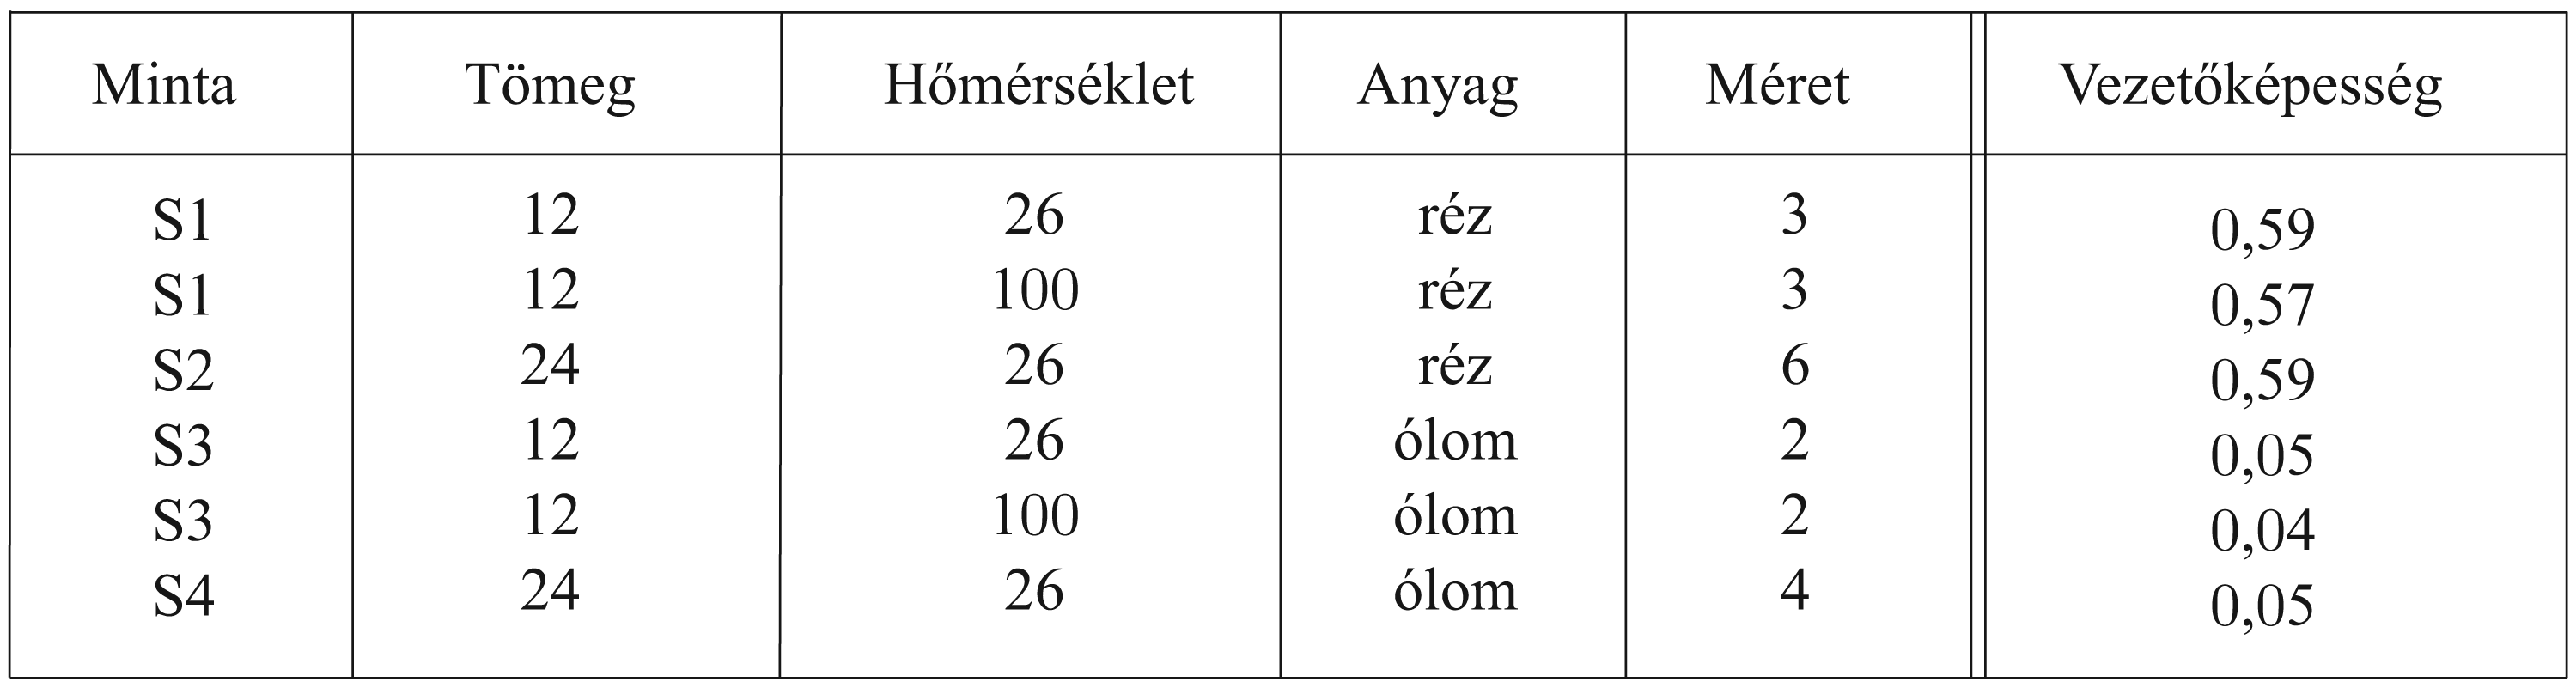 Minta Tömeg Hőmérséklet Anyag Méret Vezetőképesség
S1 12 26 réz 3 0,59
S1 12 100 réz 3 0,57
S2 24 26 réz 6 0,59
S3 12 26 ólom 2 0,05
S3 12 100 ólom 2 0,04
S4 24 26 ólom 4 0,05